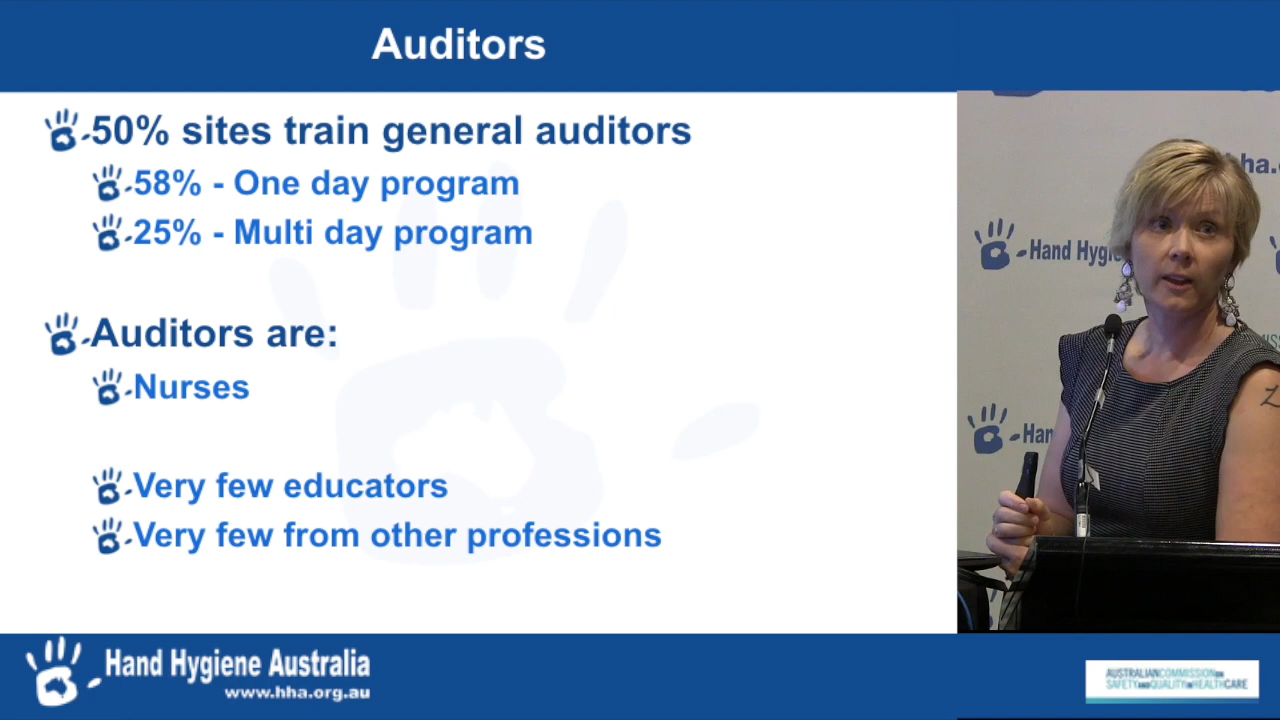 Auditors
50% sites train general auditors
58% - One day program
25% - Multi day program
Auditors are:
Nurses
Very few educators
Very few from other professions
Hand Hygiene Australia
www.hha.org.au
AUSTRALIAN COMMISSION ON
SAFETY AND QUALITY IN HEALTH CARE
hha.
Hand Hygie
Han